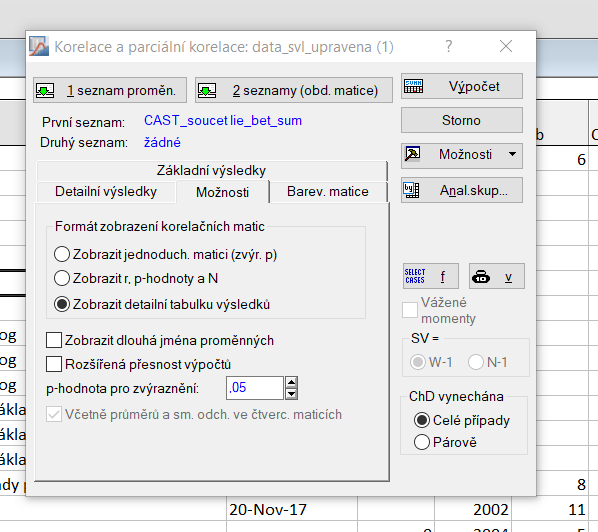 Korelace a parciální korelace: data_svl_upravena (1)
?
1 seznam proměn.
2 seznamy (obd. matice)
SUMM
Výpočet
První seznam: CAST_soucet lie_bet_sum
Druhý seznam: žádné
Storno
b
Možnosti
6
Základní výsledky
Detailní výsledky
Možnosti
Barev. matice
by
Anal.skup...
Formát zobrazení korelačních matic
Zobrazit jednoduch. matici (zvýr. p)
Zobrazit r, p-hodnoty a N
Zobrazit detailní tabulku výsledků
SELECT CASES f
v
Vážené momenty
SV =
W-1
N-1
Zobrazit dlouhá jména proměnných
Rozšířená přesnost výpočtů
p-hodnota pro zvýraznění: ,05
Včetně průměrů a sm. odch. ve čtverc. maticích
ChD vynechána
Celé případy
Párově
og
og
og
ákla
ákla
ákla
ady p
8
20-Nov-17
2002
11